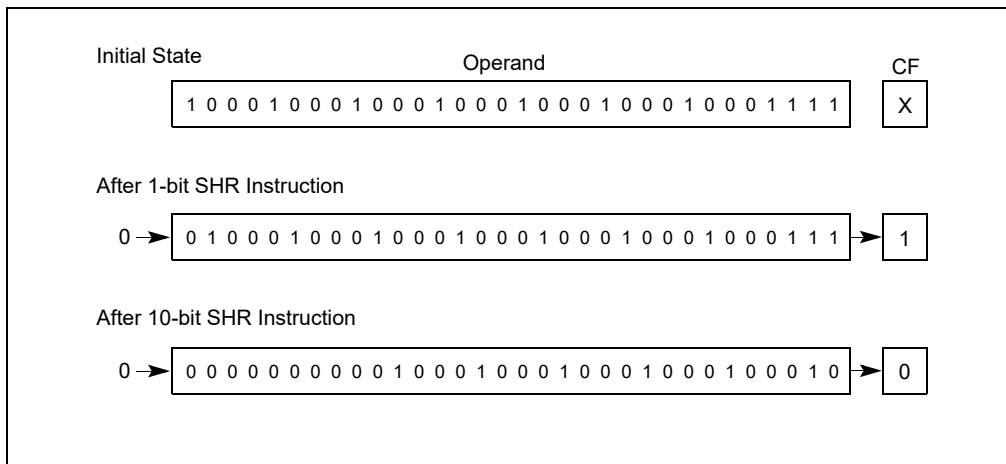 Initial State
Operand
CF
1 0 0 0 1 0 0 0 1 0 0 0 1 0 0 0 1 0 0 0 1 0 0 0 1 0 0 0 1 1 1 1 X
After 1-bit SHR Instruction
0 0 1 0 0 0 1 0 0 0 1 0 0 0 1 0 0 0 1 0 0 0 1 0 0 0 1 0 0 0 1 1 1 1
After 10-bit SHR Instruction
0 0 0 0 0 0 0 0 0 0 0 1 0 0 0 1 0 0 0 1 0 0 0 1 0 0 0 1 0 0 0 1 0 0